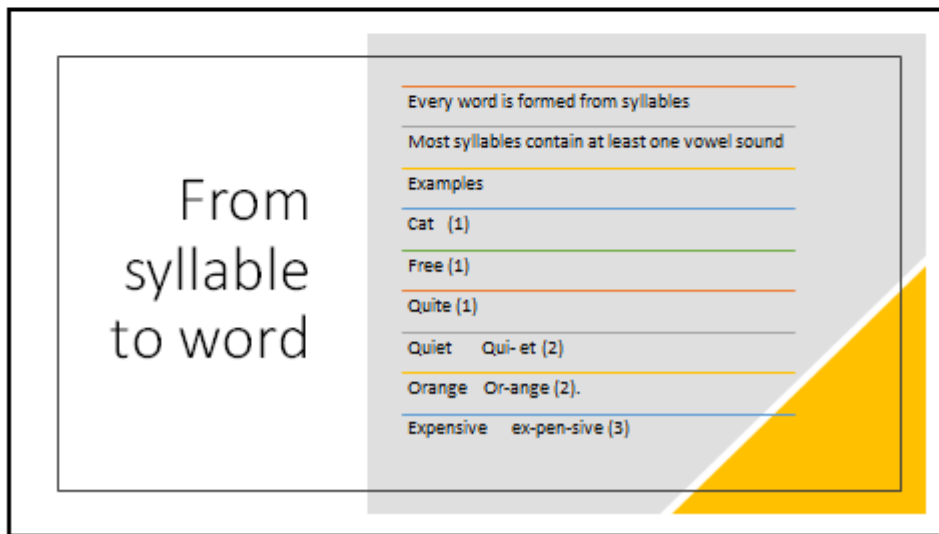 From
syllable
to word
Every word is formed from syllables
Most syllables contain at least one vowel sound
Examples
Cat (1)
Free (1)
Quite (1)
Quiet Qui- et (2)
Orange Or-ange (2).
Expensive ex-pen-sive (3)